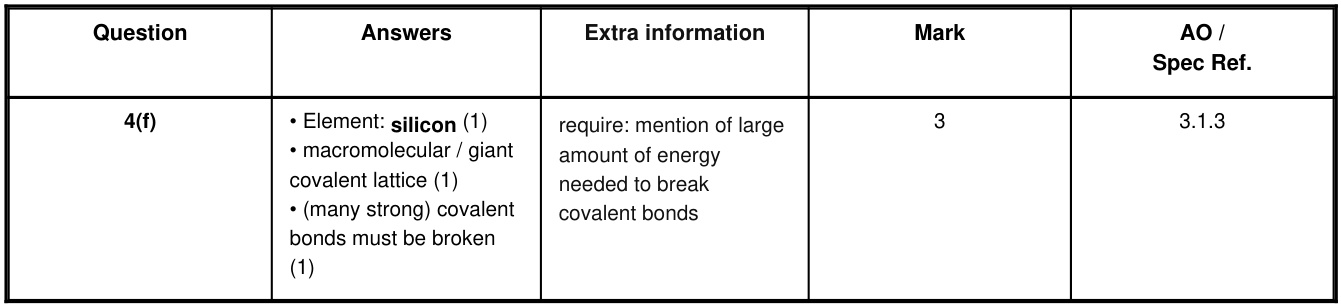 Question
Answers
Extra information
Mark
AO /
Spec Ref.
4(f)
• Element: silicon (1)
• macromolecular / giant
covalent lattice (1)
• (many strong) covalent
bonds must be broken
(1)
require: mention of large
amount of energy
needed to break
covalent bonds
3
3.1.3